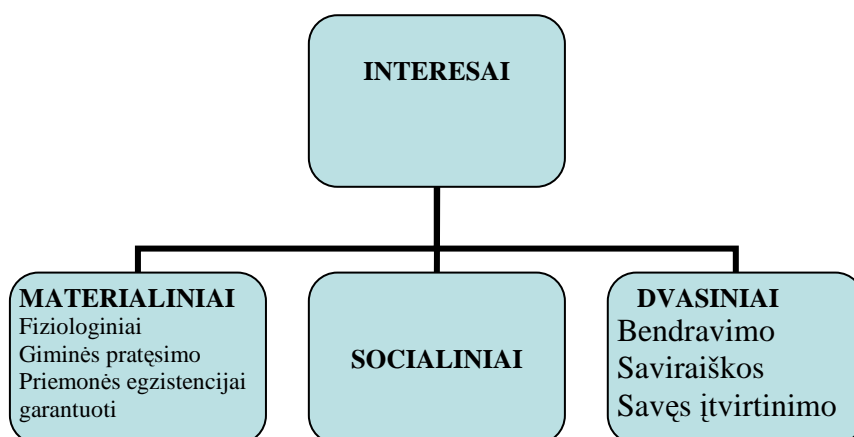 INTERESAI
MATERIALINIAI
Fiziologiniai
Giminės pratęsimo
Priemonės egzistencijai
garantuoti
SOCIALINIAI
DVASINIAI
Bendravimo
Saviraiškos
Savęs įtvirtinimo